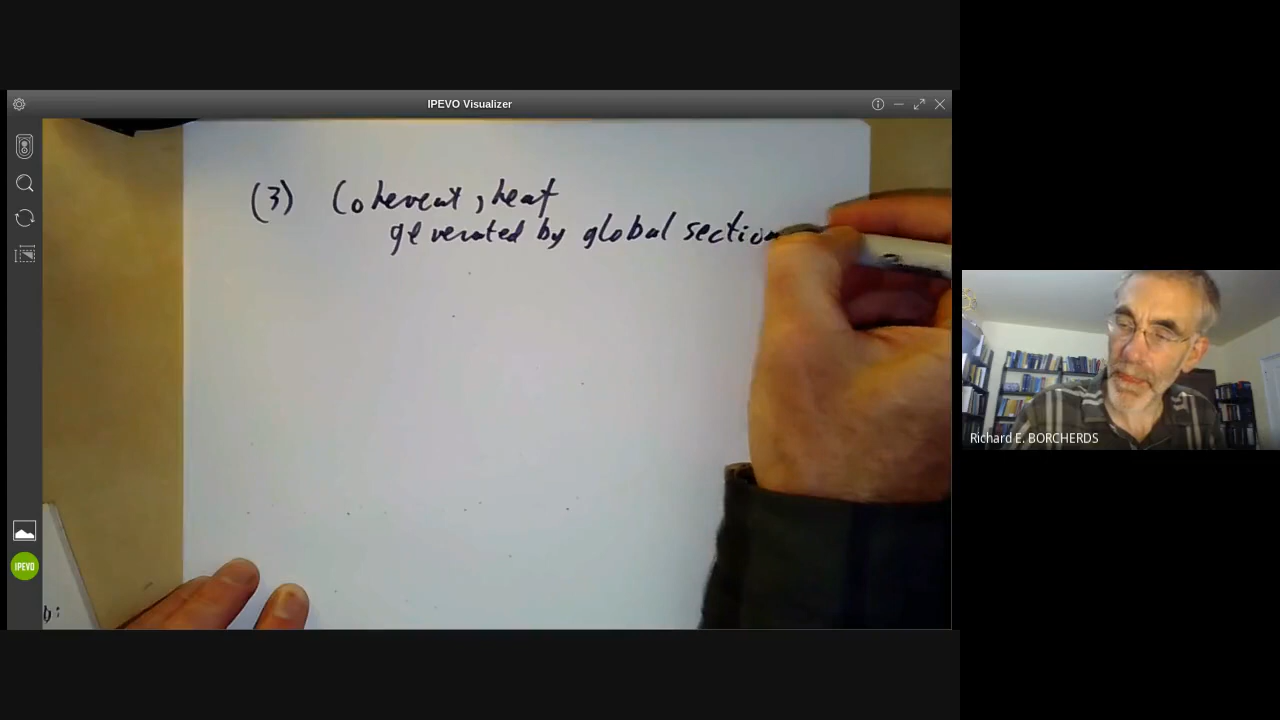 IPEVO Visualizer
(3) Coherent sheaf
generated by global section
IPEVO
b:
Richard E. BORCHERDS